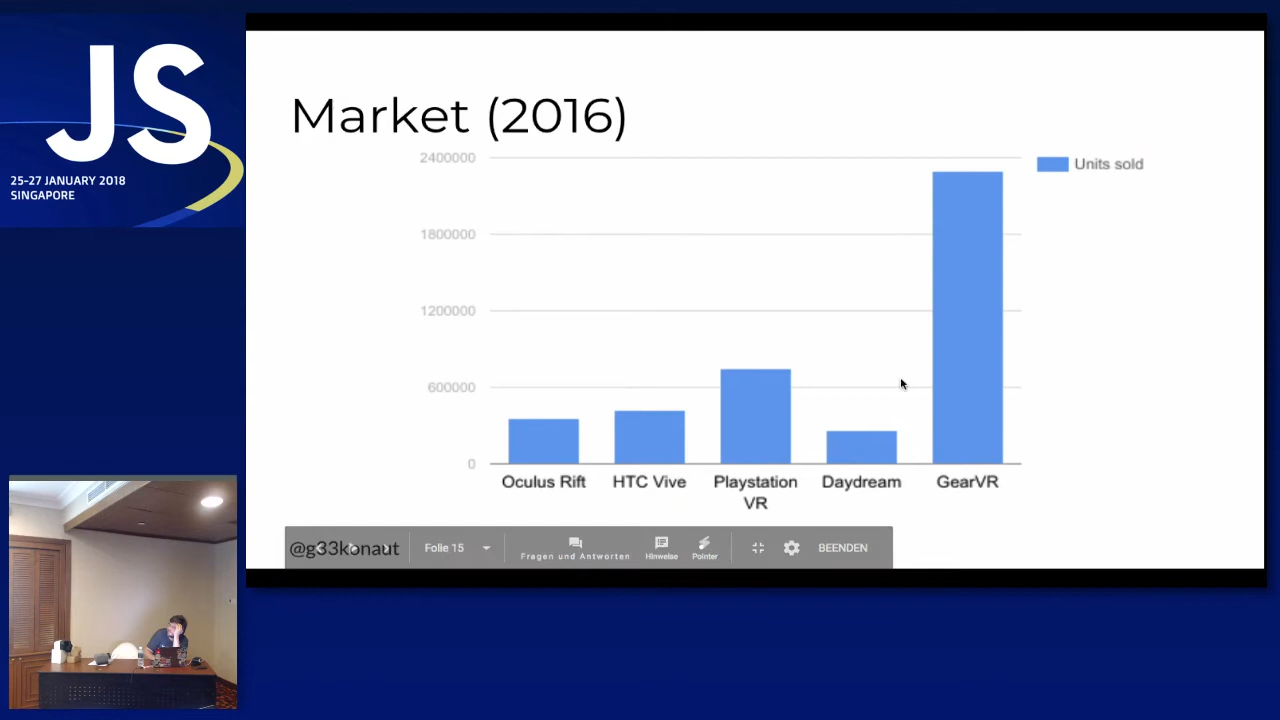 JS
25-27 JANUARY 2018
SINGAPORE
Market (2016)
2400000
1800000
1200000
600000
0
Units sold
Oculus Rift
HTC Vive
Playstation
VR
Daydream
GearVR
@g33konaut
Folie 15
Fragen und Antworten
Hinweise
Pointer
BEENDEN